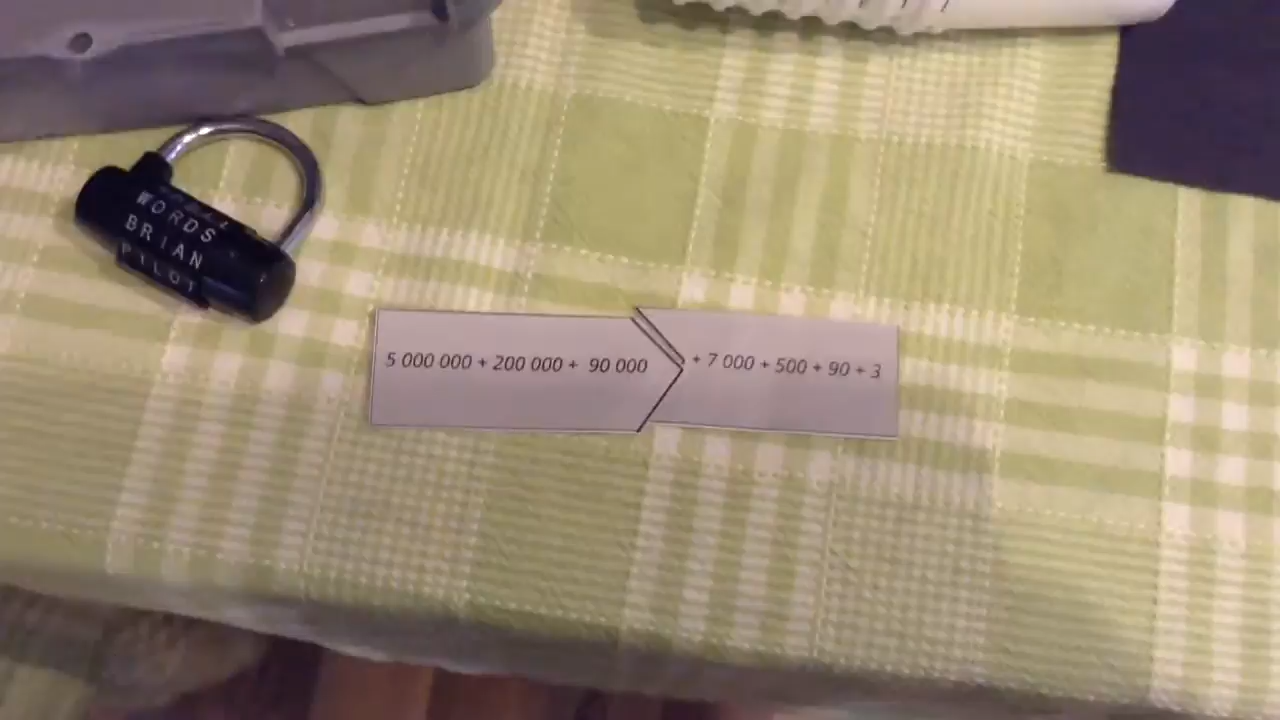 WORDS
BRIAN
PILOT
5 000 000 + 200 000 + 90 000
+ 7 000 + 500 + 90 + 3